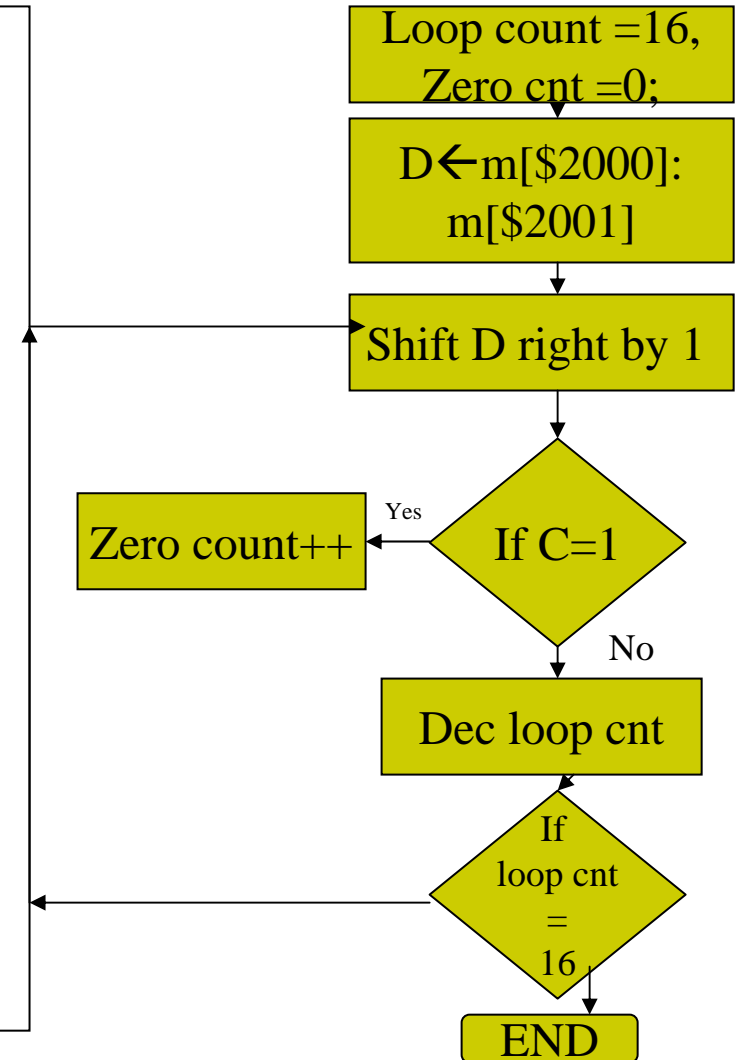 Loop count =16,
Zero cnt =0;
D←m[$2000]:
m[$2001]
Shift D right by 1
Yes
Zero count++
If C=1
No
Dec loop cnt
If
loop cnt
=
16
END